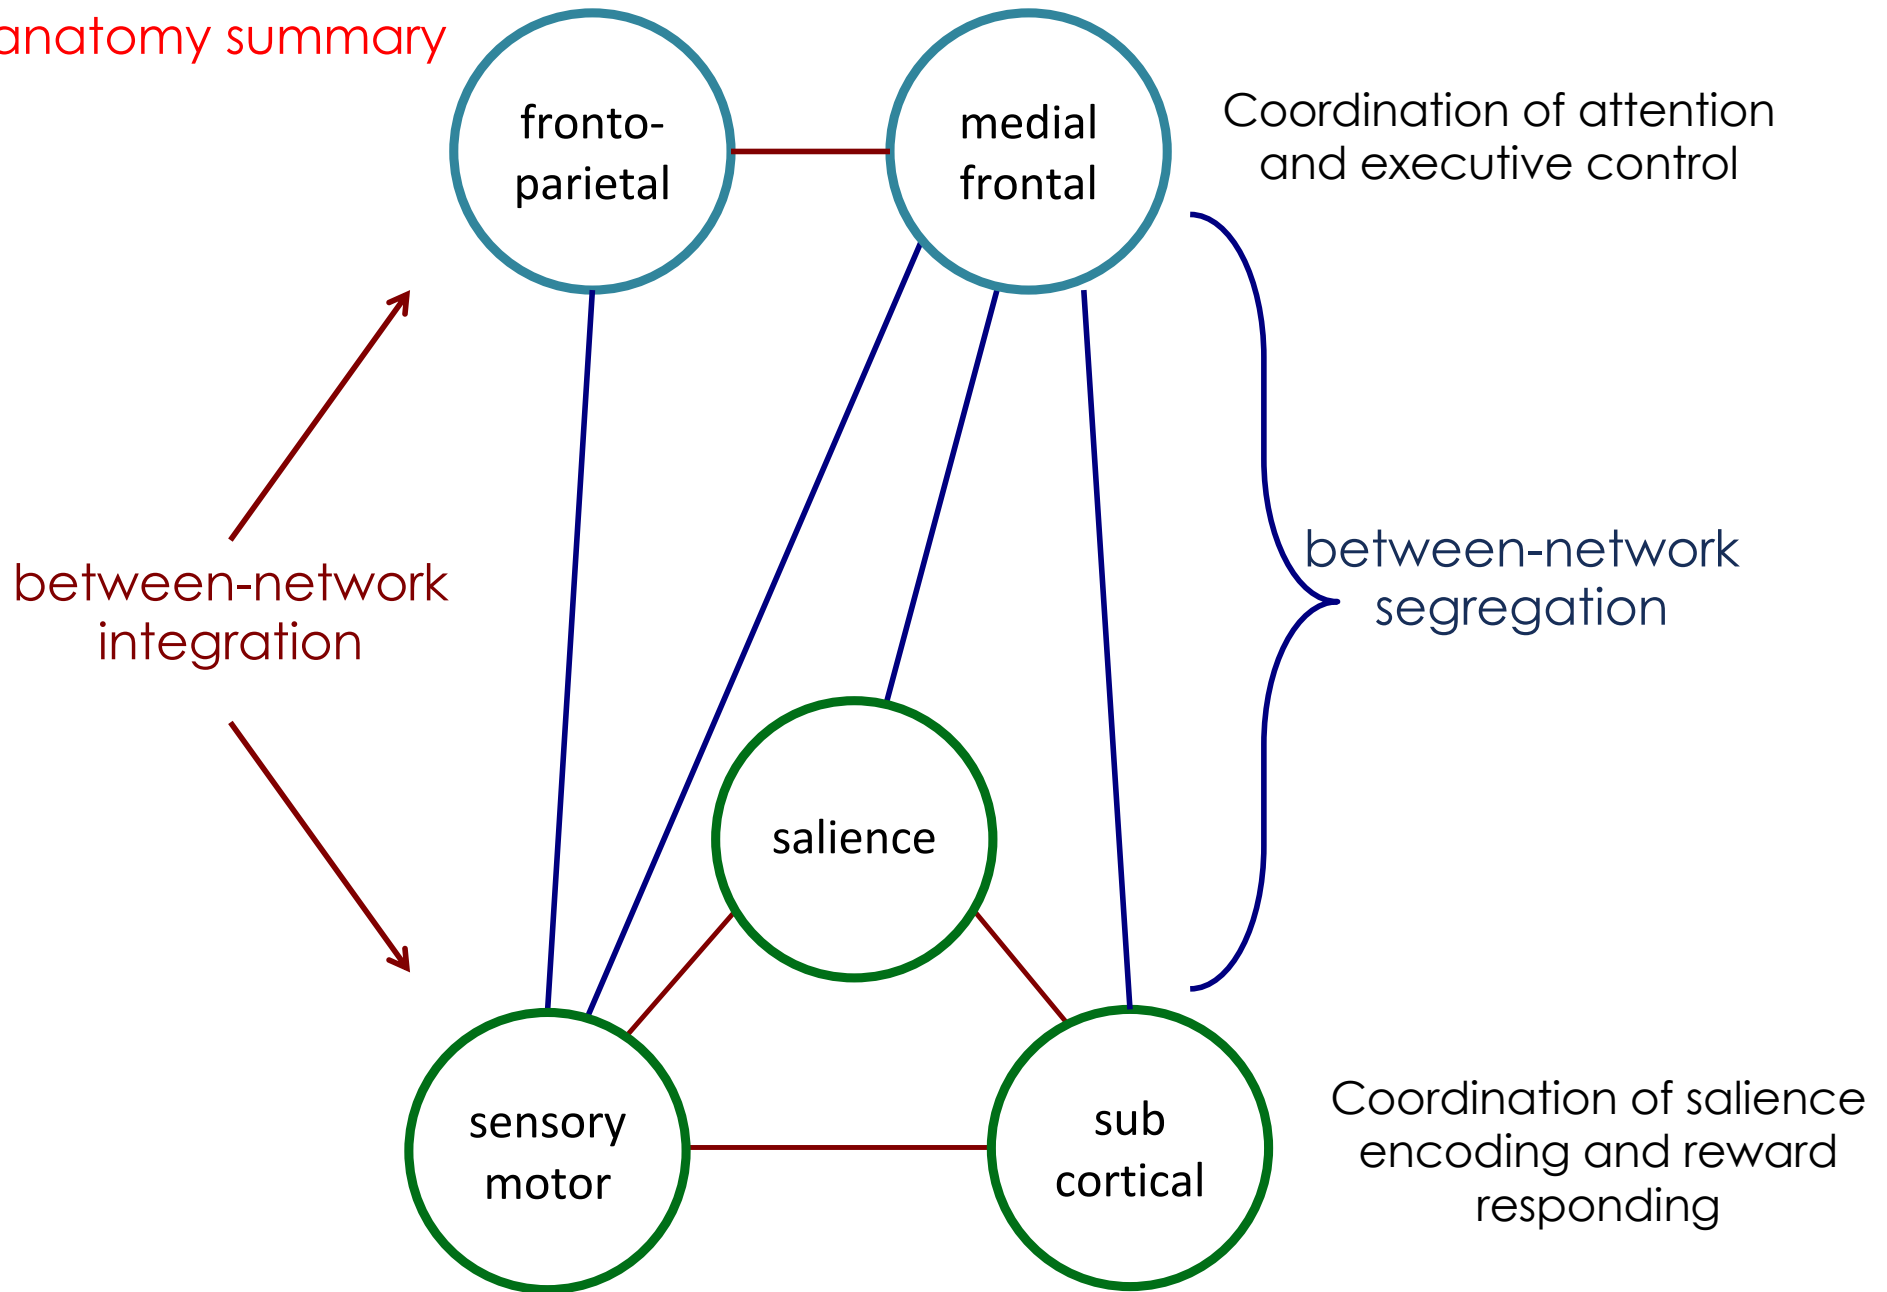 anatomy summary
fronto-
parietal
medial
frontal
Coordination of attention
and executive control
between-network
integration
between-network
segregation
salience
sensory
motor
sub
cortical
Coordination of salience
encoding and reward
responding